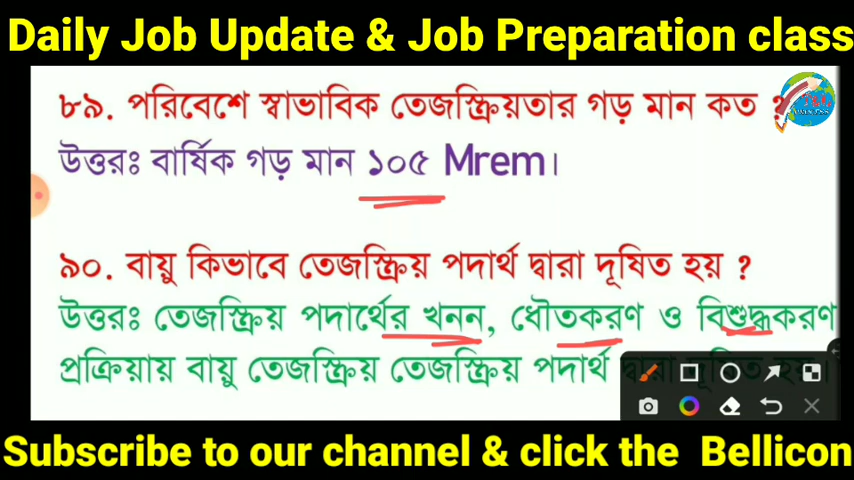 Daily Job Update & Job Preparation class
৮৯. পরিবেশে স্বাভাবিক তেজস্ক্রিয়তার গড় মান কত ?
উত্তরঃ বার্ষিক গড় মান ১০৫ Mrem।
৯০. বায়ু কিভাবে তেজস্ক্রিয় পদার্থ দ্বারা দূষিত হয় ?
উত্তরঃ তেজস্ক্রিয় পদার্থের খনন, ধৌতকরণ ও বিশুদ্ধকরণ
প্রক্রিয়ায় বায়ু তেজস্ক্রিয় তেজস্ক্রিয় পদার্থ দ্বারা দূষিত হয়।
Subscribe to our channel & click the Bellicon